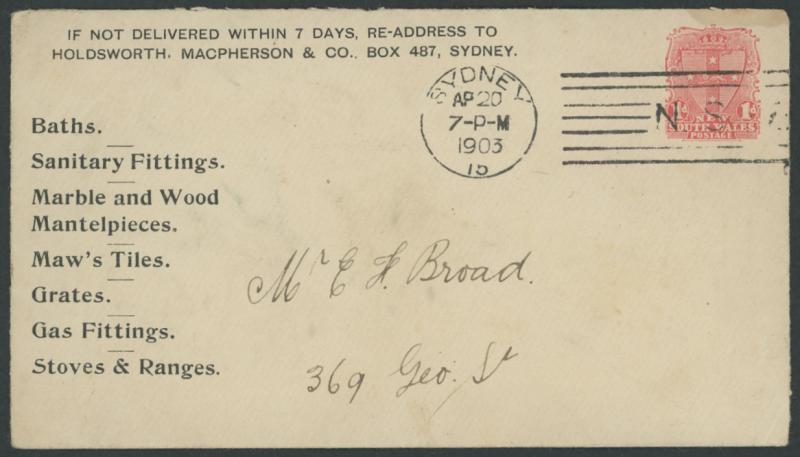 IF NOT DELIVERED WITHIN 7 DAYS, RE-ADDRESS TO
HOLDSWORTH, MACPHERSON & CO., BOX 487, SYDNEY.
SYDNEY
AP 20
7-P-M
1903
15
N S
1d 1d
NEW
SOUTH WALES
POSTAGE
Baths.
Sanitary Fittings.
Marble and Wood
Mantelpieces.
Maw's Tiles.
Grates.
Gas Fittings.
Stoves & Ranges.
Mr E F. Broad.
369 Geo. St